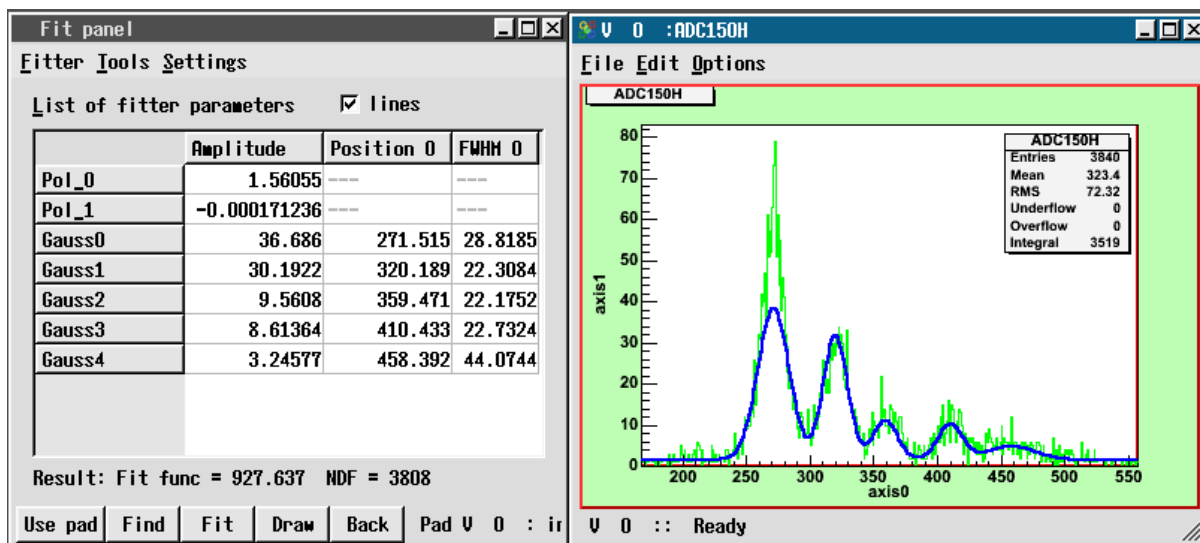 Fit panel
Fitter Tools Settings
List of fitter parameters lines
Amplitude Position 0 FWHM 0
Pol_0 1.56055 --- ---
Pol_1 -0.000171236 --- ---
Gauss0 36.686 271.515 28.8185
Gauss1 30.1922 320.189 22.3084
Gauss2 9.5608 359.471 22.1752
Gauss3 8.61364 410.433 22.7324
Gauss4 3.24577 458.392 44.0744
Result: Fit func = 927.637 NDF = 3808
Use pad Find Fit Draw Back Pad V 0 : in
V 0 :ADC150H
File Edit Options
ADC150H
ADC150H
Entries 3840
Mean 323.4
RMS 72.32
Underflow 0
Overflow 0
Integral 3519
axis1
80
70
60
50
40
30
20
10
0
200 250 300 350 400 450 500 550
axis0
V 0 :: Ready